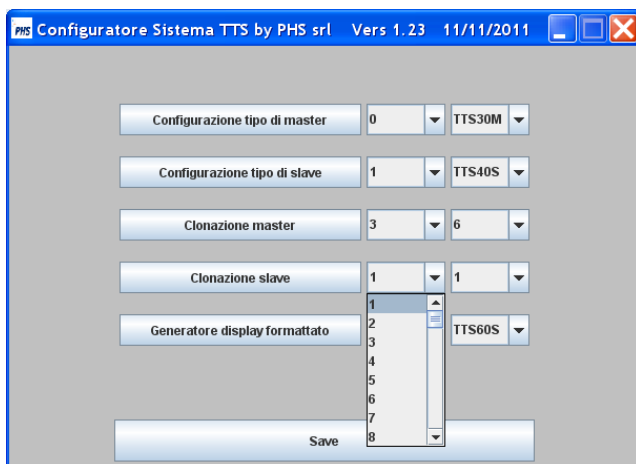 PHS Configuratore Sistema TTS by PHS srl Vers 1.23 11/11/2011
Configurazione tipo di master 0 TTS30M
Configurazione tipo di slave 1 TTS40S
Clonazione master 3 6
Clonazione slave 1 1
1
2
Generatore display formattato TTS60S
3
4
5
6
7
8
Save